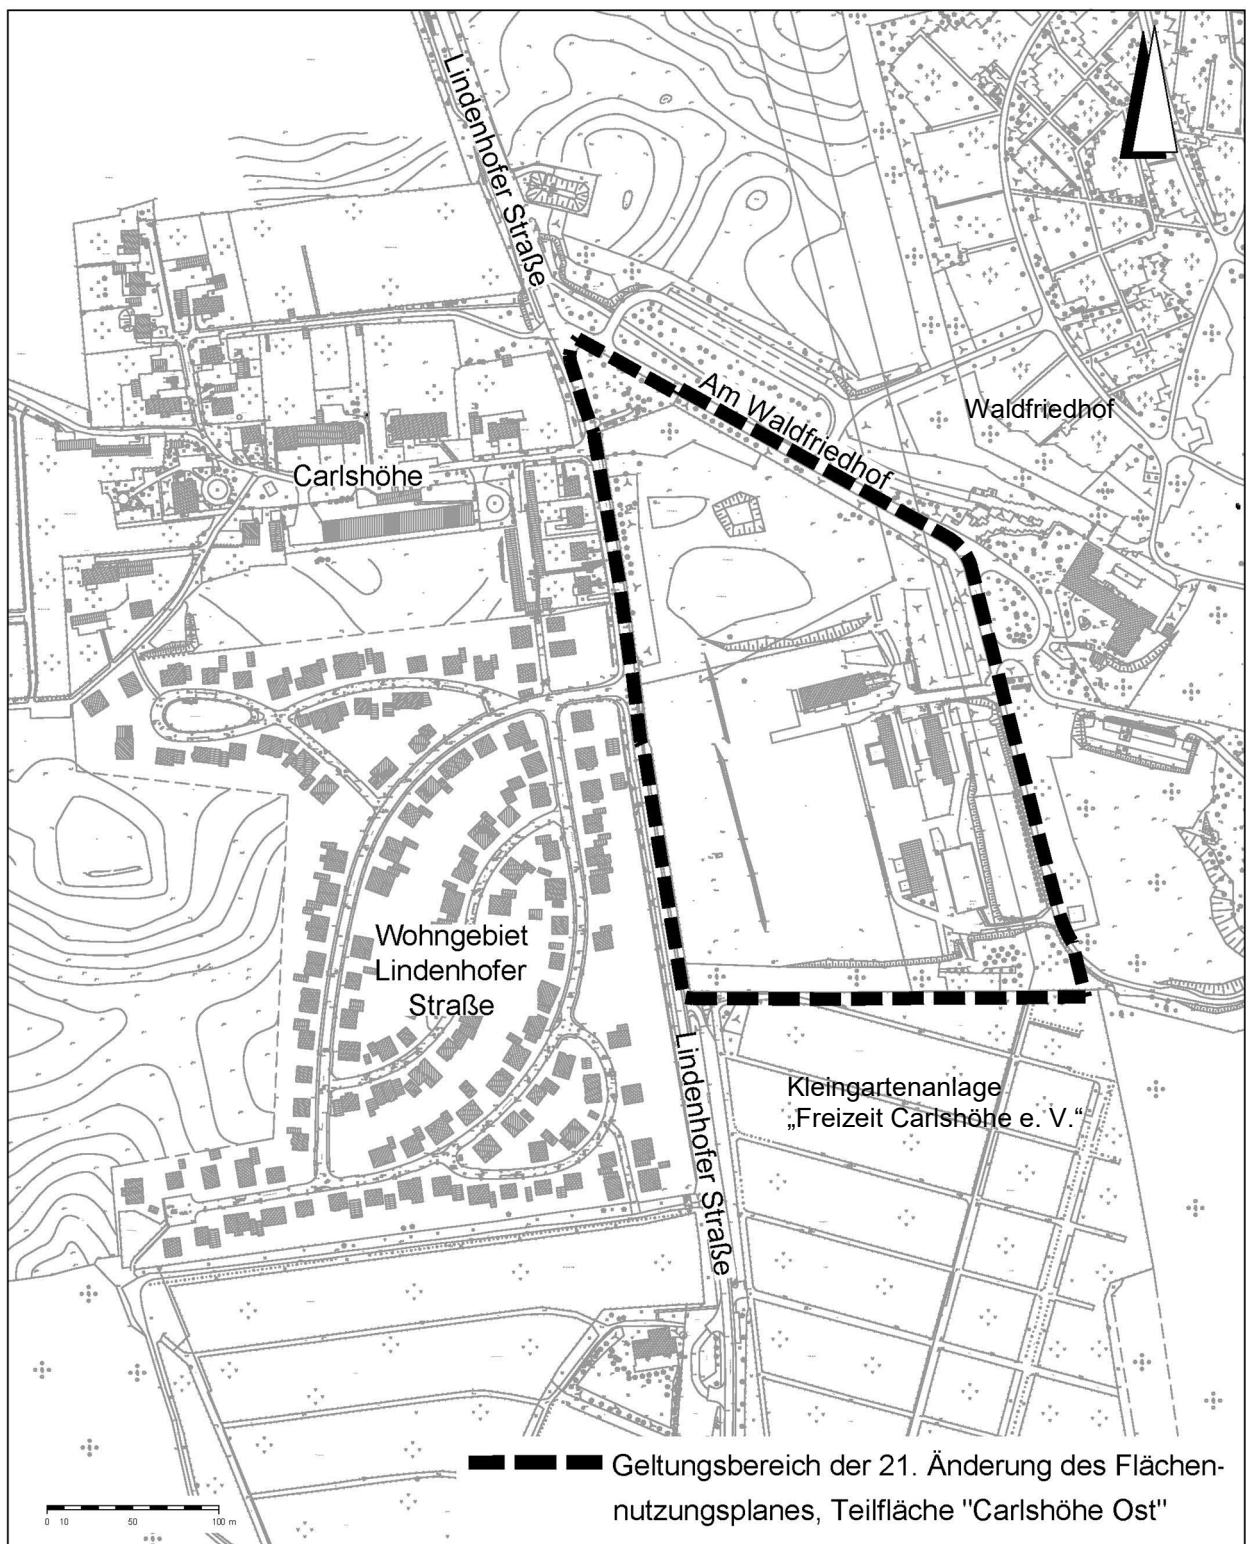 Lindenhofer Straße
Am Waldfriedhof
Waldfriedhof
Carlshöhe
Wohngebiet
Lindenhofer
Straße
Lindenhofer Straße
Kleingartenanlage
„Freizeit Carlshöhe e. V.“
Geltungsbereich der 21. Änderung des Flächen-
nutzungsplanes, Teilfläche "Carlshöhe Ost"
0 10 50 100 m